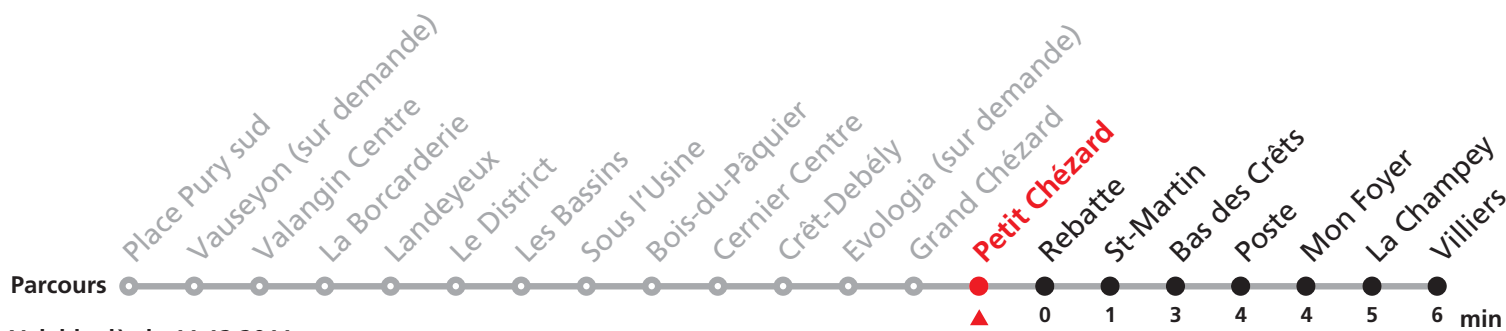 Place Pury sud
Vauseyon (sur demande)
Valangin Centre
La Borcarderie
Landeyeux
Le District
Les Bassins
Sous l'Usine
Bois-du-Pâquier
Cernier Centre
Crêt-Debély
Evologia (sur demande)
Grand Chézard
Petit Chézard
Rebatte
St-Martin
Bas des Crêts
Poste
Mon Foyer
La Champey
Villiers
Parcours
0 1 3 4 4 5 6 min